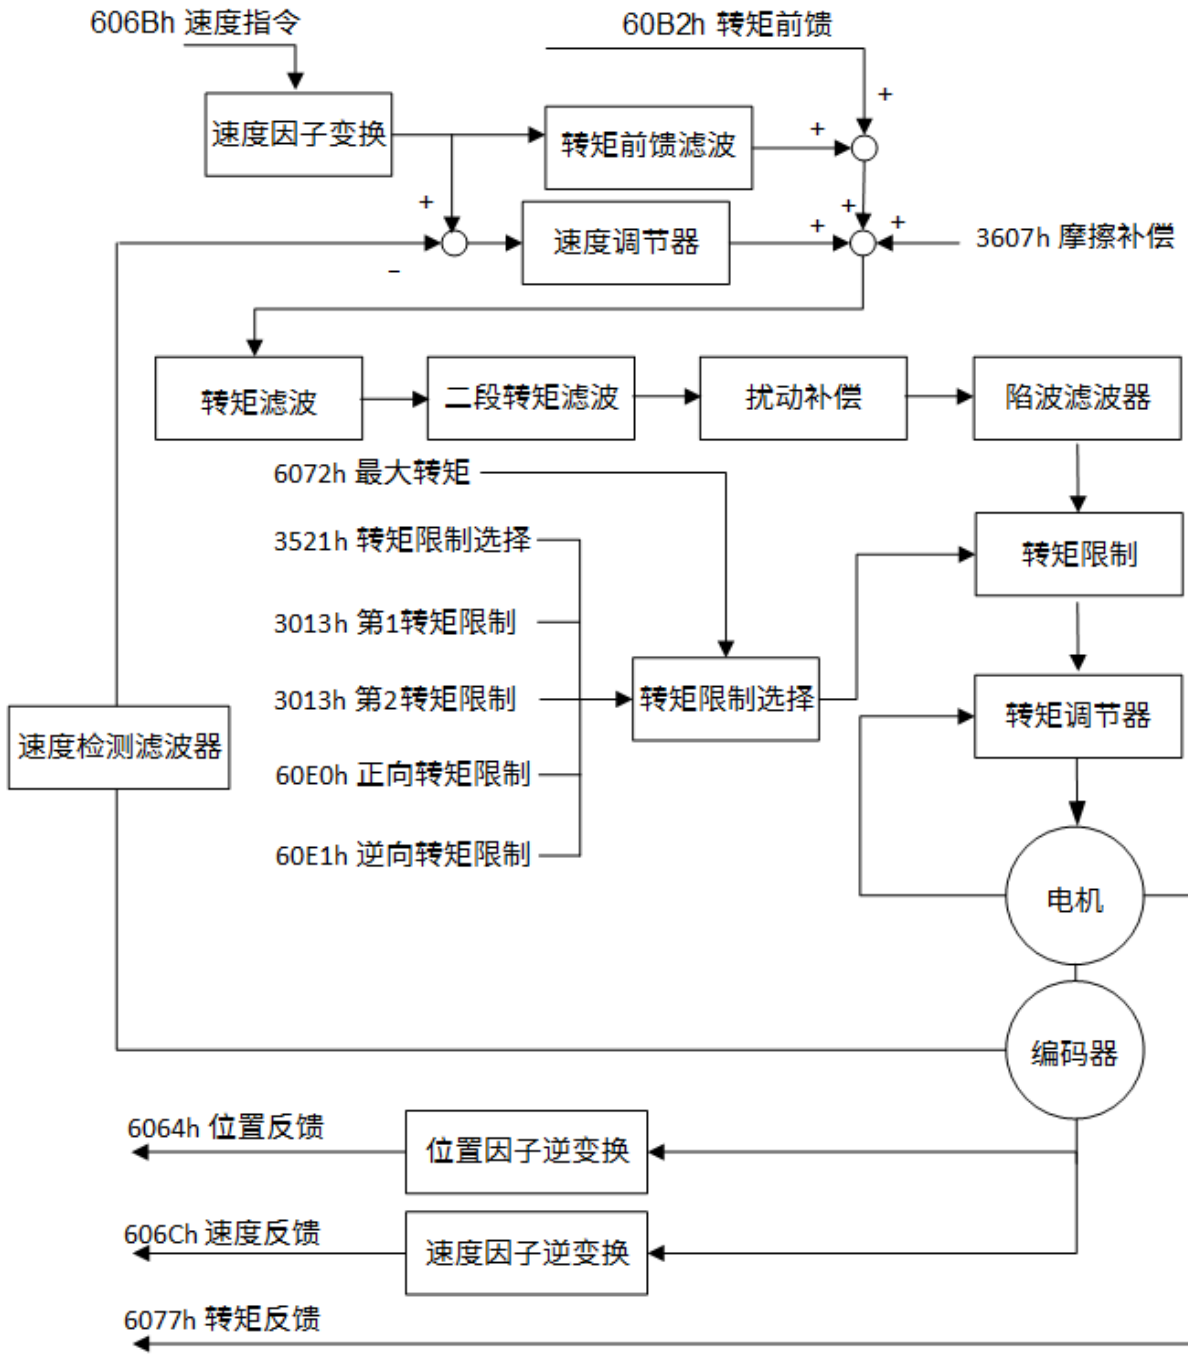 606Bh 速度指令
60B2h 转矩前馈
速度因子变换
转矩前馈滤波
+
+
+
+
+
+
速度调节器
3607h 摩擦补偿
−
转矩滤波
二段转矩滤波
扰动补偿
陷波滤波器
6072h 最大转矩
3521h 转矩限制选择
转矩限制
3013h 第1转矩限制
3013h 第2转矩限制
转矩限制选择
转矩调节器
速度检测滤波器
60E0h 正向转矩限制
60E1h 逆向转矩限制
电机
编码器
6064h 位置反馈
位置因子逆变换
606Ch 速度反馈
速度因子逆变换
6077h 转矩反馈